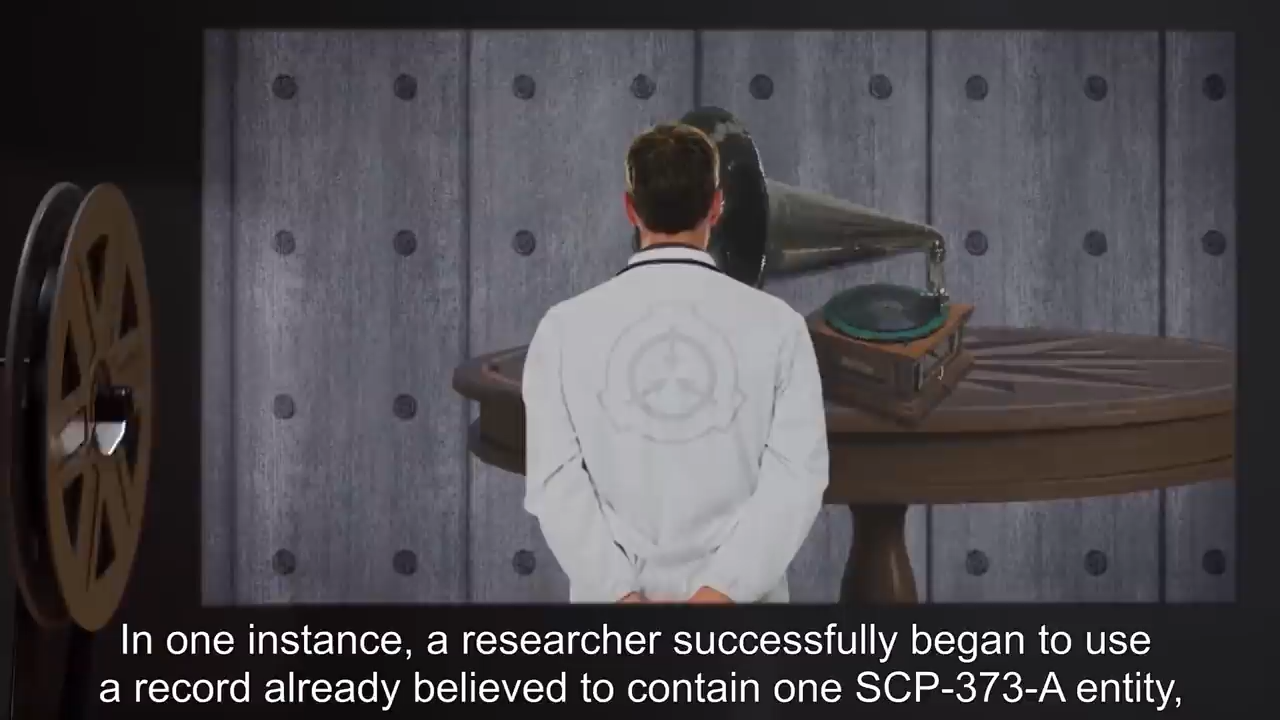 In one instance, a researcher successfully began to use
a record already believed to contain one SCP-373-A entity,